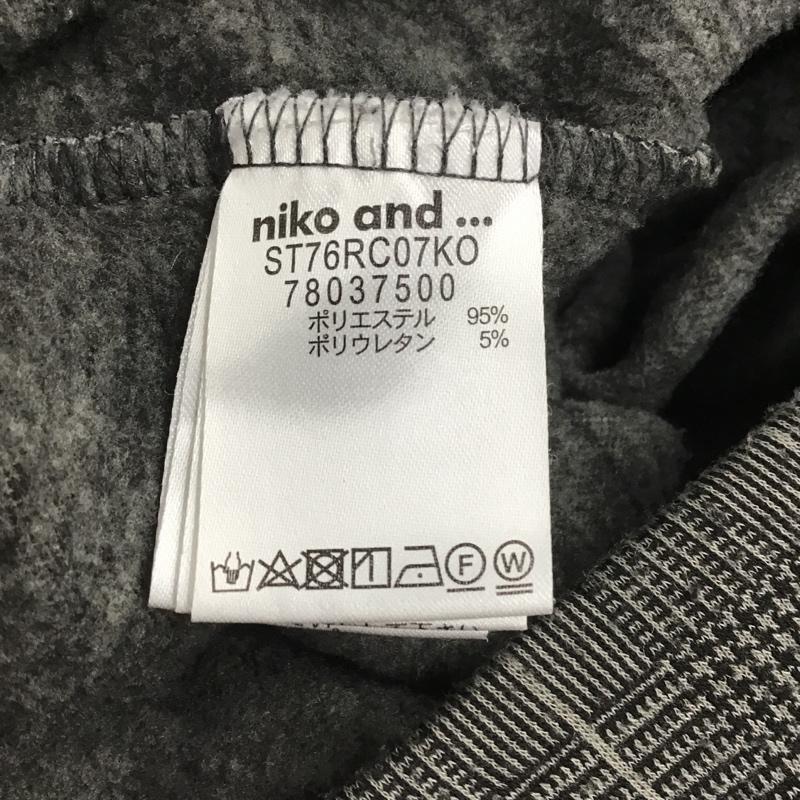 niko and ...
ST76RC07KO
78037500
ポリエステル 95%
ポリウレタン 5%
F W